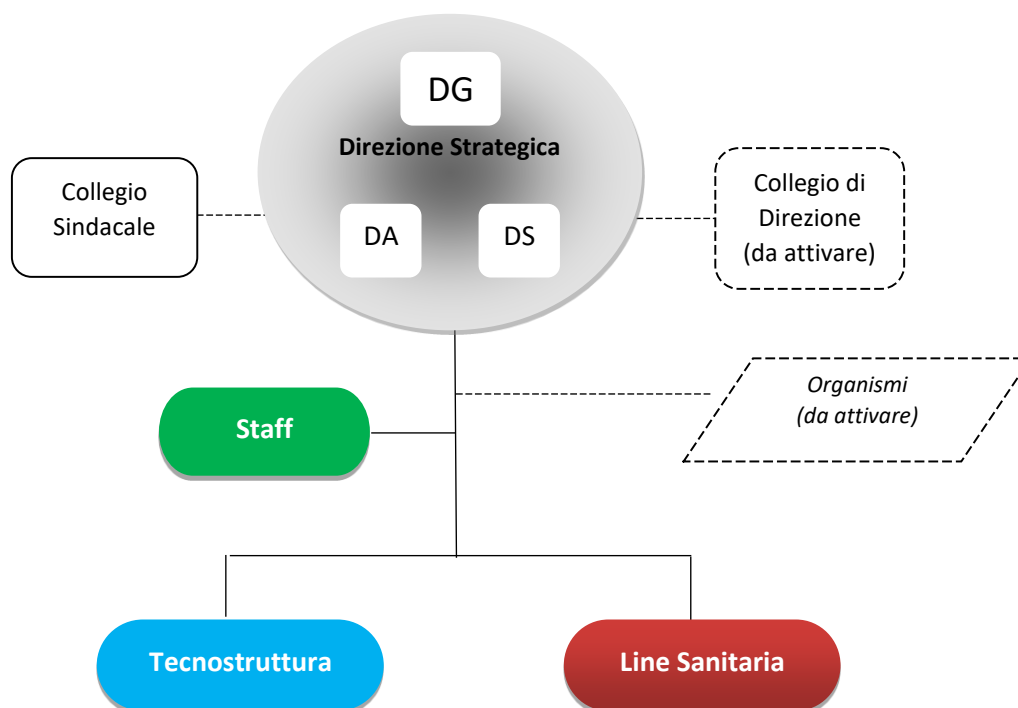 DG
Direzione Strategica
DA
DS
Collegio
Sindacale
Collegio di
Direzione
(da attivare)
Organismi
(da attivare)
Staff
Tecnostruttura
Line Sanitaria